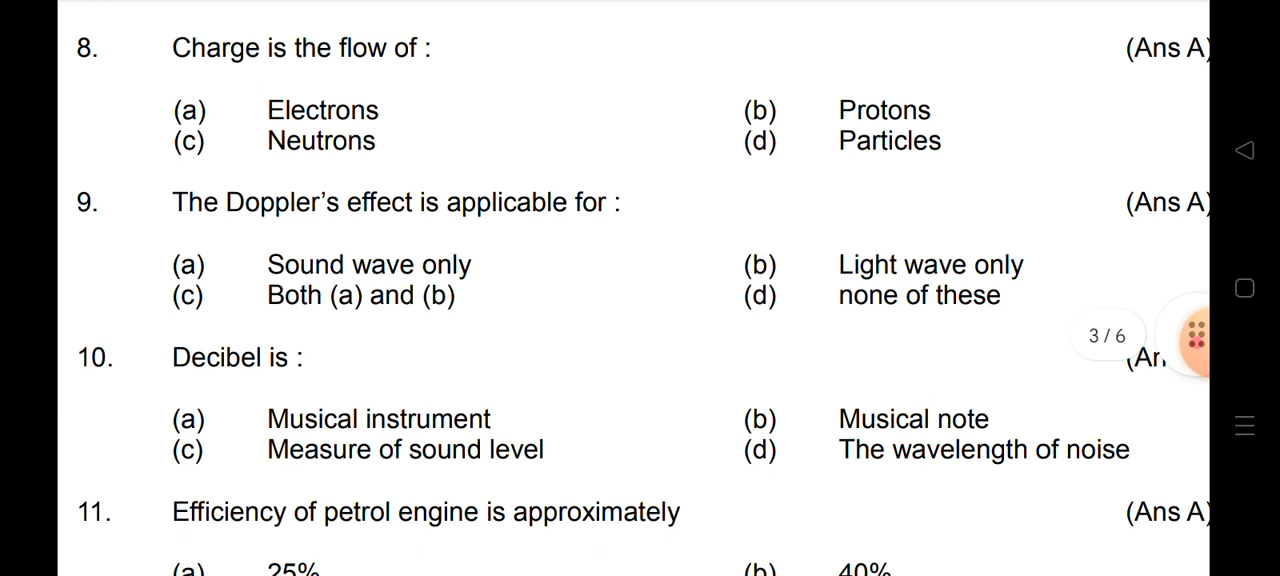 8. Charge is the flow of : (Ans A)
(a) Electrons (b) Protons
(c) Neutrons (d) Particles
9. The Doppler’s effect is applicable for : (Ans A)
(a) Sound wave only (b) Light wave only
(c) Both (a) and (b) (d) none of these
3 / 6
10. Decibel is :
(a) Musical instrument (b) Musical note
(c) Measure of sound level (d) The wavelength of noise
11. Efficiency of petrol engine is approximately (Ans A)
(a) 25% (b) 40%